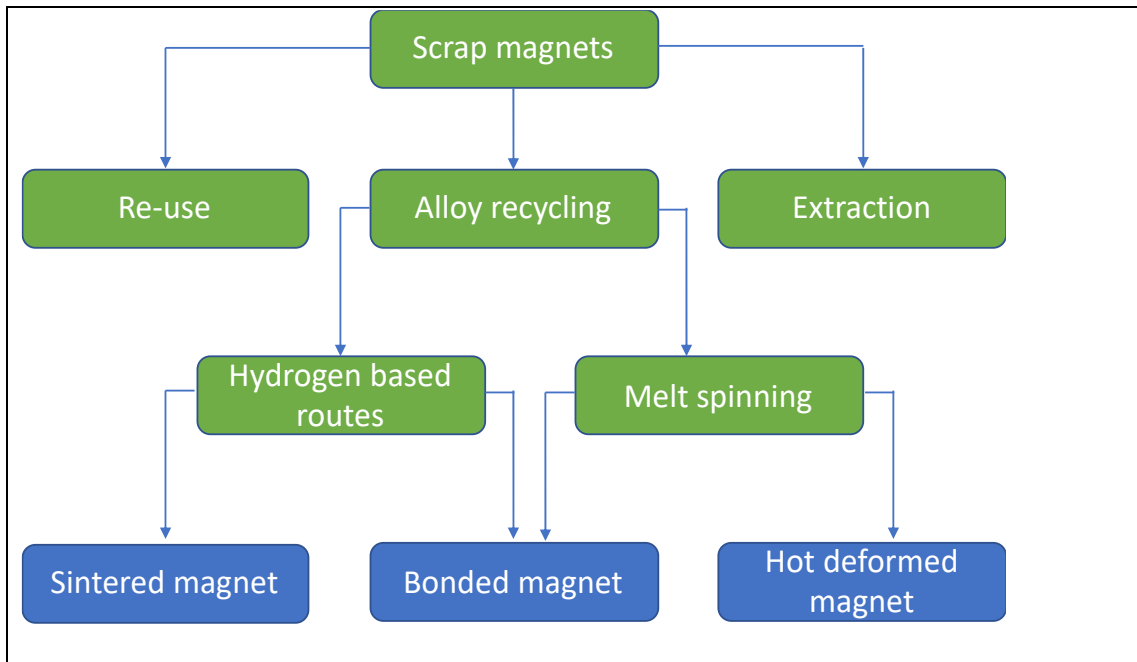 Scrap magnets
Re-use
Alloy recycling
Extraction
Hydrogen based
routes
Melt spinning
Sintered magnet
Bonded magnet
Hot deformed
magnet